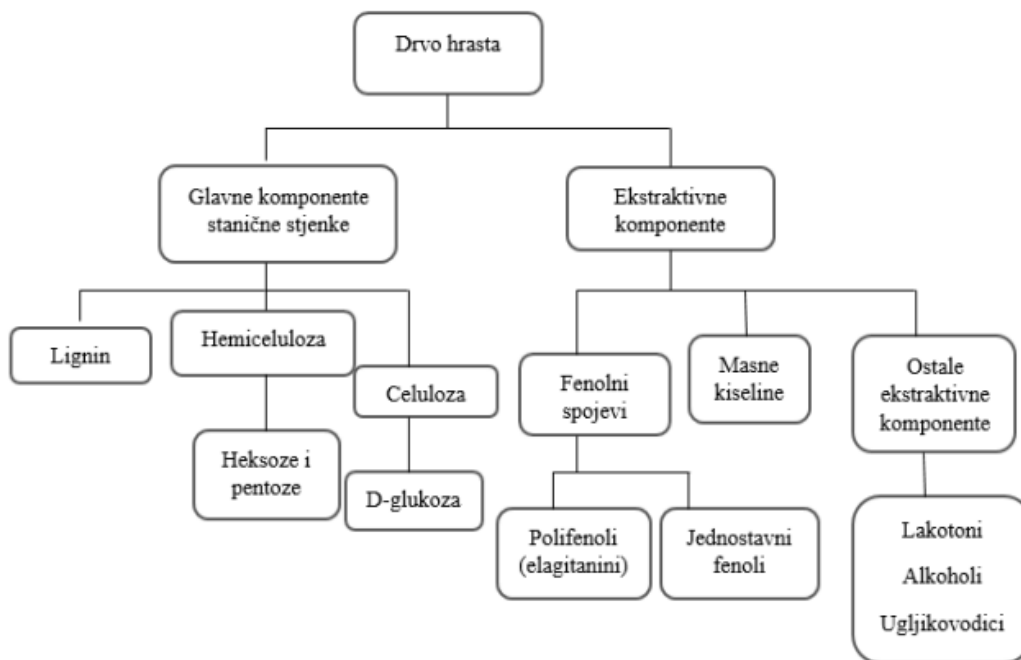 Drvo hrasta
Glavne komponente
stanične stjenke
Ekstraktivne
komponente
Lignin
Hemiceluloza
Celuloza
Heksoze i
pentoze
D-glukoza
Fenolni
spojevi
Masne
kiseline
Ostale
ekstraktivne
komponente
Polifenoli
(elagitanini)
Jednostavni
fenoli
Lakotoni
Alkoholi
Ugljikovodici